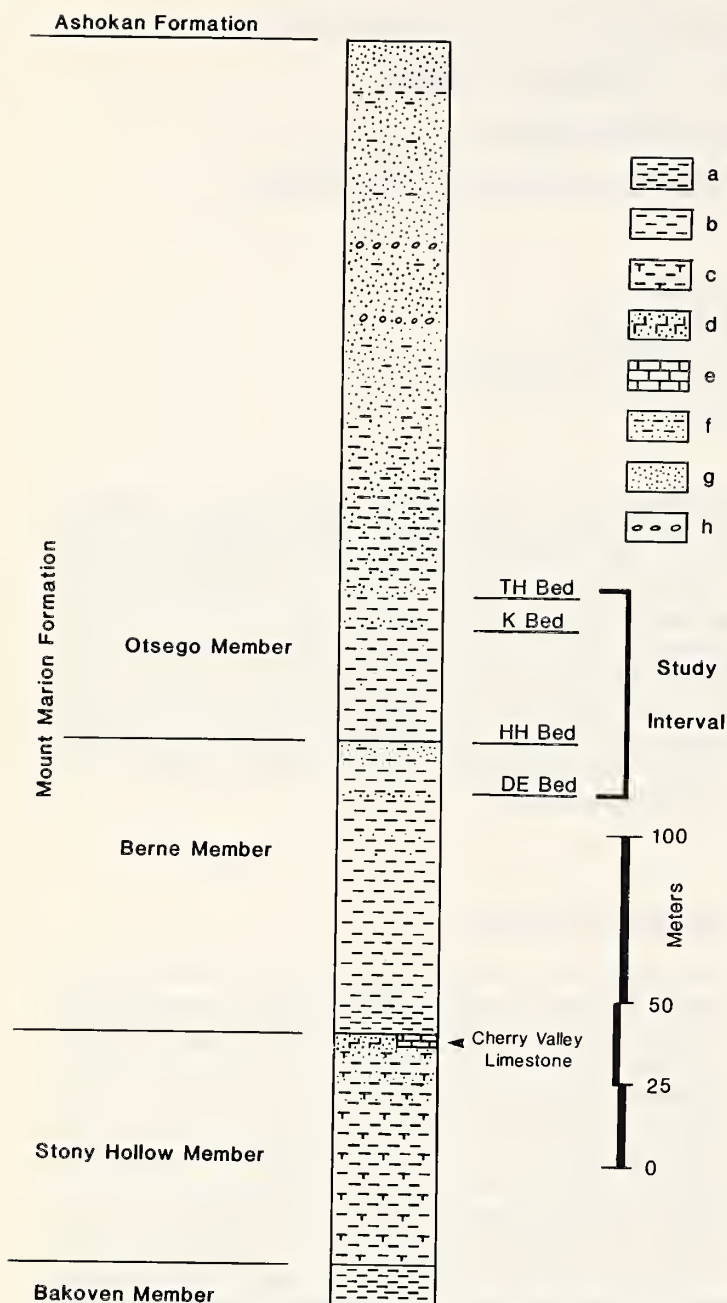 Ashokan Formation
a
b
c
d
e
f
g
h
Mount Marion Formation
TH Bed
K Bed
Otsego Member
Study
Interval
HH Bed
DE Bed
Berne Member
100
Meters
50
Cherry Valley
Limestone
25
Stony Hollow Member
0
Bakoven Member